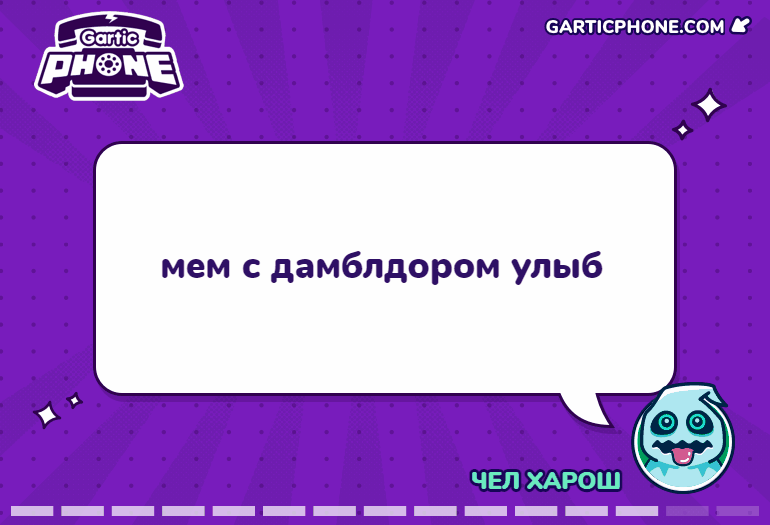 Gartic
PHONE
GARTICPHONE.COM
мем с дамблдором улыб
ЧЕЛ ХАРОШ